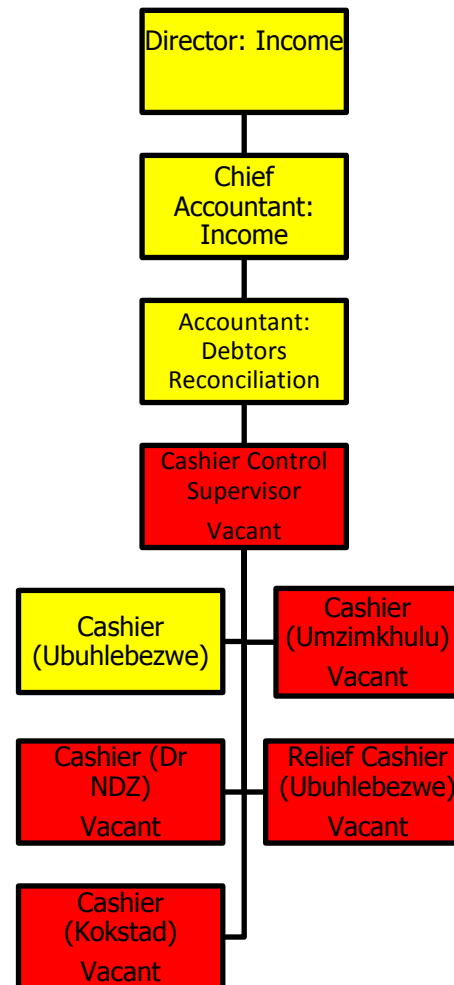 Director: Income
Chief
Accountant:
Income
Accountant:
Debtors
Reconciliation
Cashier Control
Supervisor
Vacant
Cashier
(Ubuhlebezwe)
Cashier
(Umzimkhulu)
Vacant
Cashier (Dr
NDZ)
Vacant
Relief Cashier
(Ubuhlebezwe)
Vacant
Cashier
(Kokstad)
Vacant